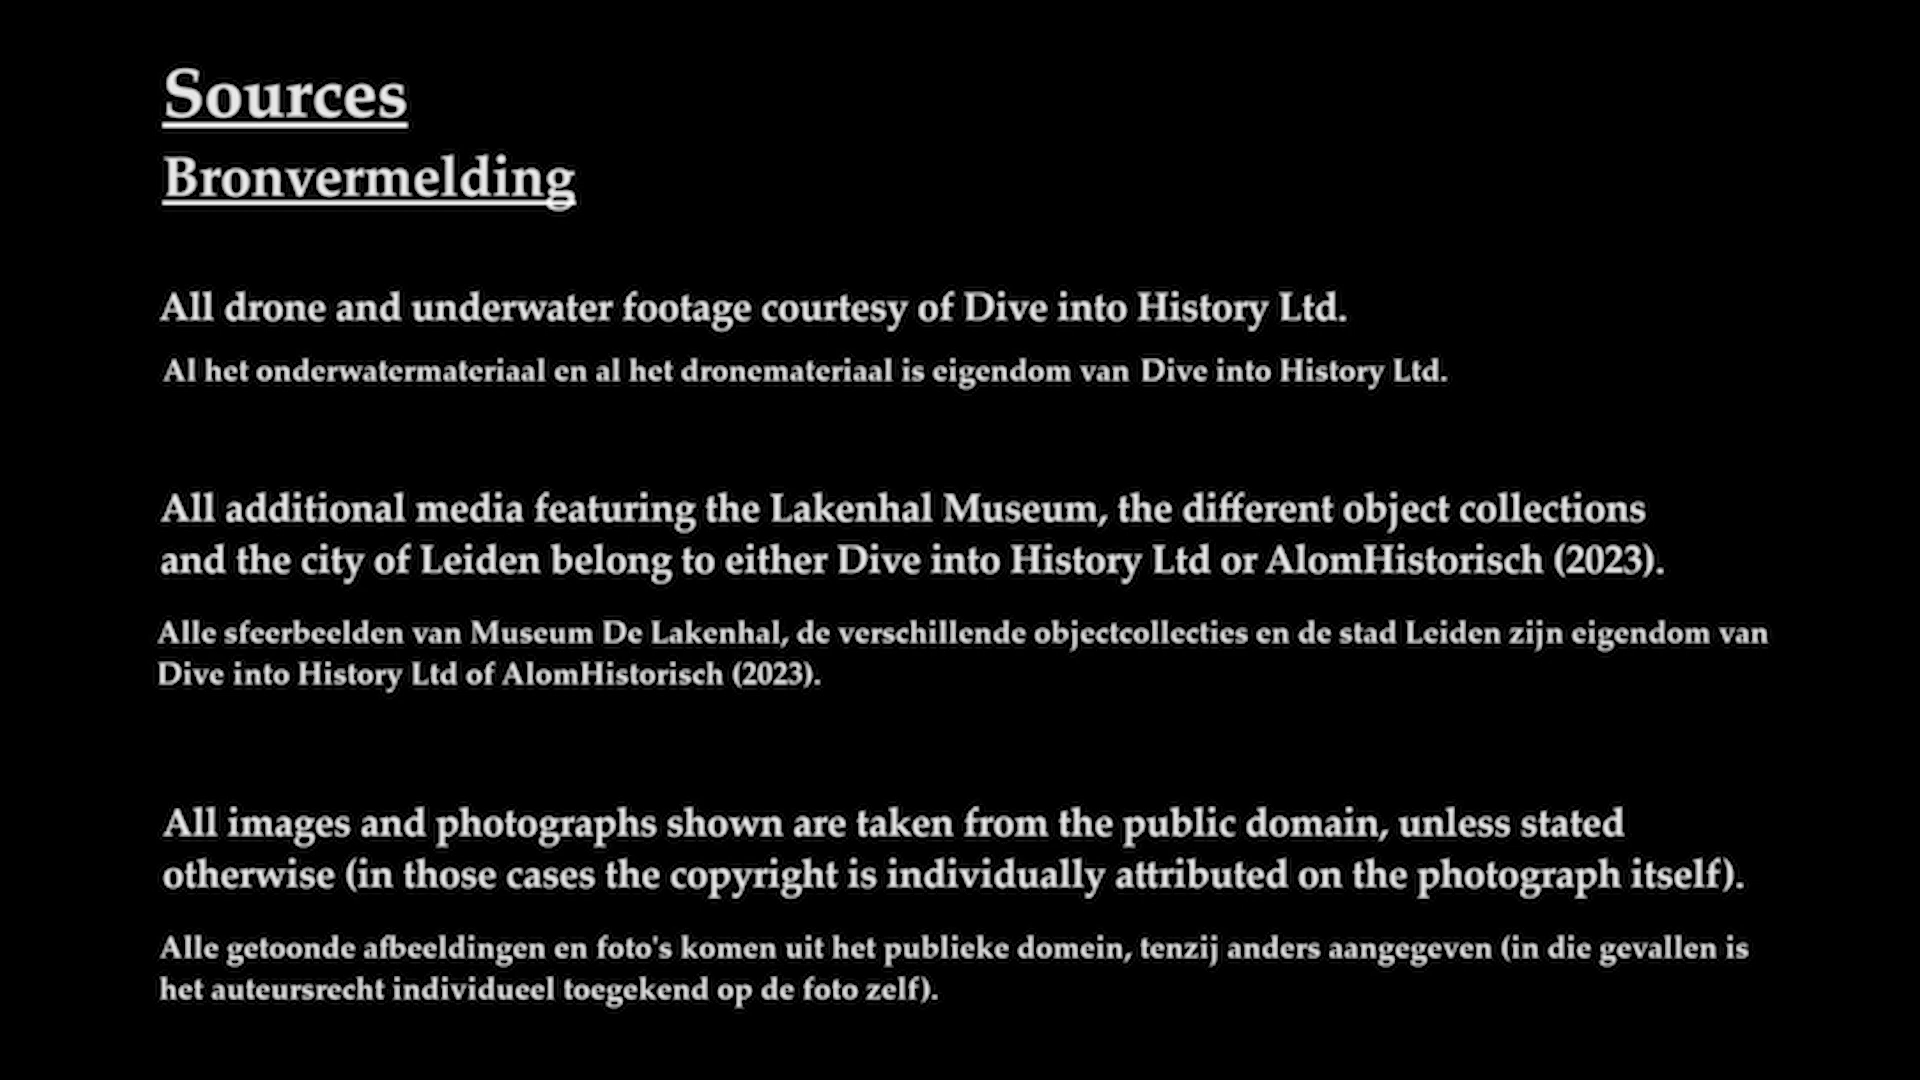 Sources
Bronvermelding
All drone and underwater footage courtesy of Dive into History Ltd.
Al het onderwatermateriaal en al het dronemateriaal is eigendom van Dive into History Ltd.
All additional media featuring the Lakenhal Museum, the different object collections
and the city of Leiden belong to either Dive into History Ltd or AlomHistorisch (2023).
Alle sfeerbeelden van Museum De Lakenhal, de verschillende objectcollecties en de stad Leiden zijn eigendom van
Dive into History Ltd of AlomHistorisch (2023).
All images and photographs shown are taken from the public domain, unless stated
otherwise (in those cases the copyright is individually attributed on the photograph itself).
Alle getoonde afbeeldingen en foto's komen uit het publieke domein, tenzij anders aangegeven (in die gevallen is
het auteursrecht individueel toegekend op de foto zelf).